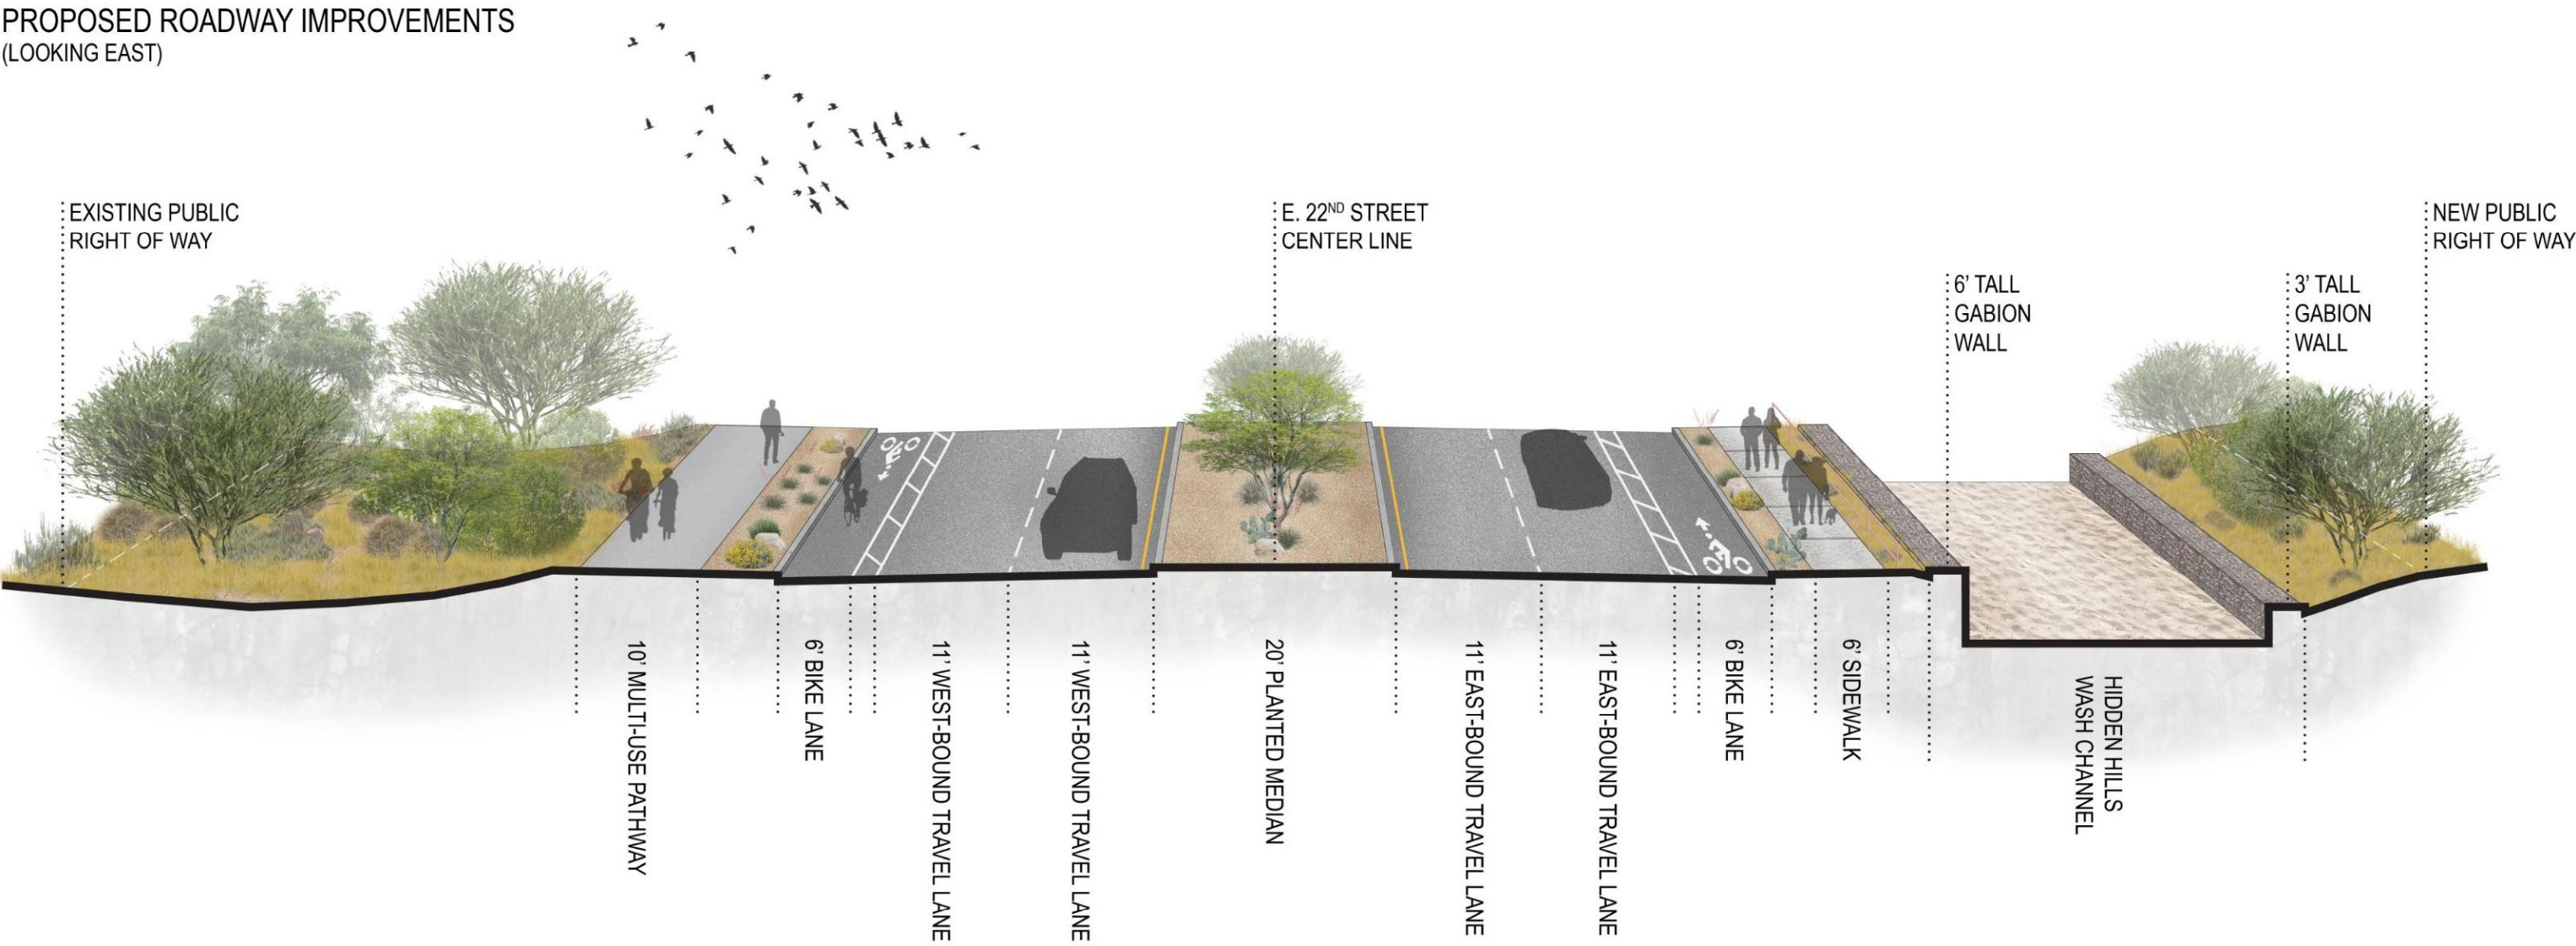 PROPOSED ROADWAY IMPROVEMENTS
(LOOKING EAST)
EXISTING PUBLIC
RIGHT OF WAY
E. 22ND STREET
CENTER LINE
6’ TALL
GABION
WALL
3’ TALL
GABION
WALL
NEW PUBLIC
RIGHT OF WAY
10’ MULTI-USE PATHWAY
6’ BIKE LANE
11’ WEST-BOUND TRAVEL LANE
11’ WEST-BOUND TRAVEL LANE
20’ PLANTED MEDIAN
11’ EAST-BOUND TRAVEL LANE
11’ EAST-BOUND TRAVEL LANE
6’ BIKE LANE
6’ SIDEWALK
HIDDEN HILLS
WASH CHANNEL